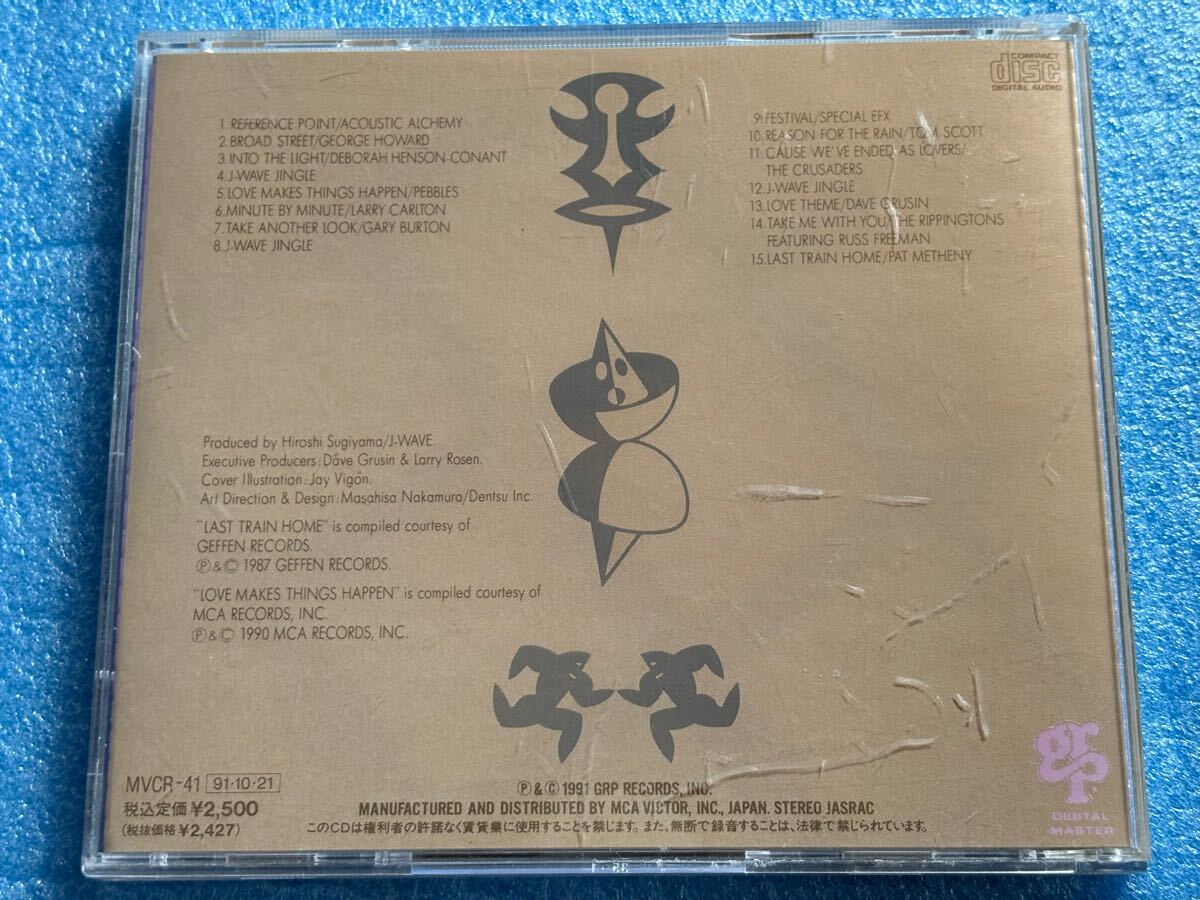 COMPACT
disc
DIGITAL AUDIO
1.REFERENCE POINT/ACOUSTIC ALCHEMY
2.BROAD STREET/GEORGE HOWARD
3.INTO THE LIGHT/DEBORAH HENSON-CONANT
4.J-WAVE JINGLE
5.LOVE MAKES THINGS HAPPEN/PEBBLES
6.MINUTE BY MINUTE/LARRY CARLTON
7.TAKE ANOTHER LOOK/GARY BURTON
8.J-WAVE JINGLE
9.FESTIVAL/SPECIAL EFX
10.REASON FOR THE RAIN/TOM SCOTT
11.CAUSE WE'VE ENDED AS LOVERS/
THE CRUSADERS
12.J-WAVE JINGLE
13.LOVE THEME/DAVE GRUSIN
14.TAKE ME WITH YOU/THE RIPPINGTONS
FEATURING RUSS FREEMAN
15.LAST TRAIN HOME/PAT METHENY
Produced by Hiroshi Sugiyama/J-WAVE.
Executive Producers:Dave Grusin & Larry Rosen.
Cover Illustration:Jay Vigon.
Art Direction & Design:Masahisa Nakamura/Dentsu Inc.
"LAST TRAIN HOME" is compiled courtesy of
GEFFEN RECORDS.
℗&© 1987 GEFFEN RECORDS.
"LOVE MAKES THINGS HAPPEN" is compiled courtesy of
MCA RECORDS, INC.
℗&© 1990 MCA RECORDS, INC.
MVCR-41 91·10·21
税込定価¥2,500
(税抜価格¥2,427)
℗&© 1991 GRP RECORDS, INC.
MANUFACTURED AND DISTRIBUTED BY MCA VICTOR, INC., JAPAN. STEREO JASRAC
このCDは権利者の許諾なく賃貸業に使用することを禁じます。また、無断で録音することは、法律で禁じられています。
grp
DIGITAL
MASTER